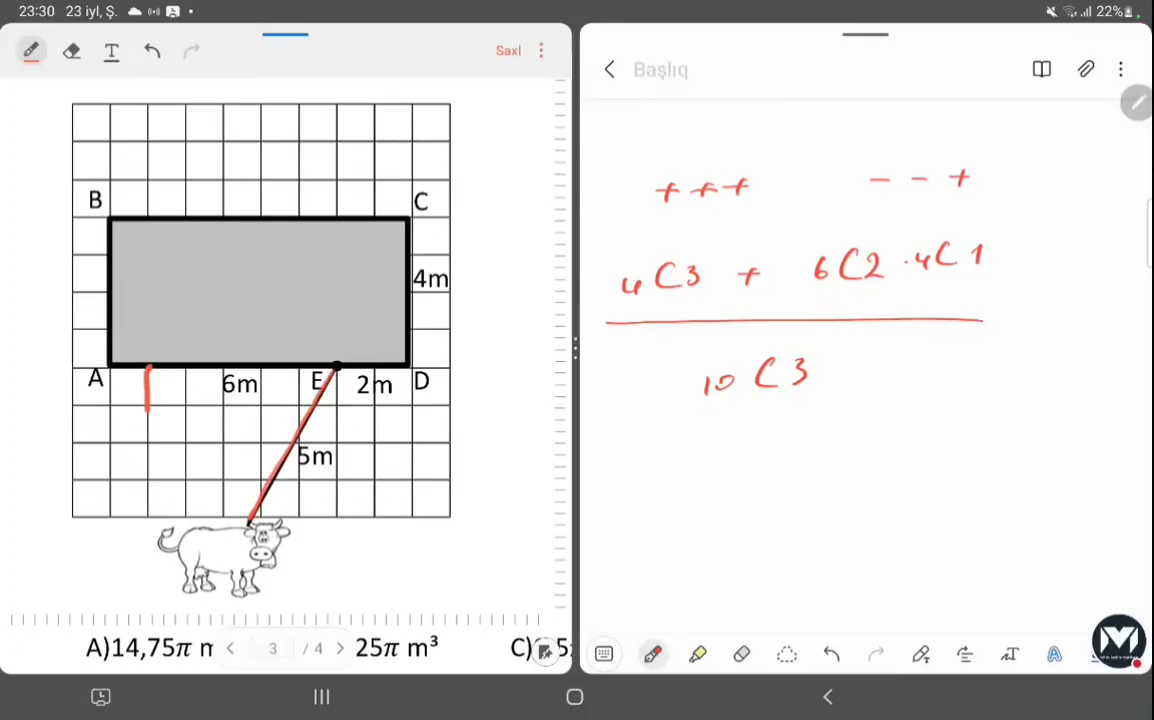 23:30 23 iyl, Ş.
22%
T
Saxl
Başlıq
B
C
4m
A
6m
E
2m
D
5m
A)14,75π m
3 / 4
25π m³
C)
+ + +
- - +
4C3 + 6C2 · 4C1
10C3